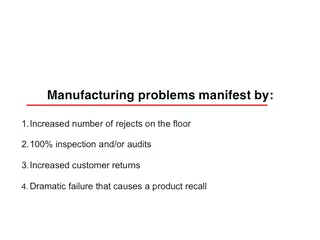 Manufacturing problems manifest by:
1. Increased number of rejects on the floor
2. 100% inspection and/or audits
3. Increased customer returns
4. Dramatic failure that causes a product recall